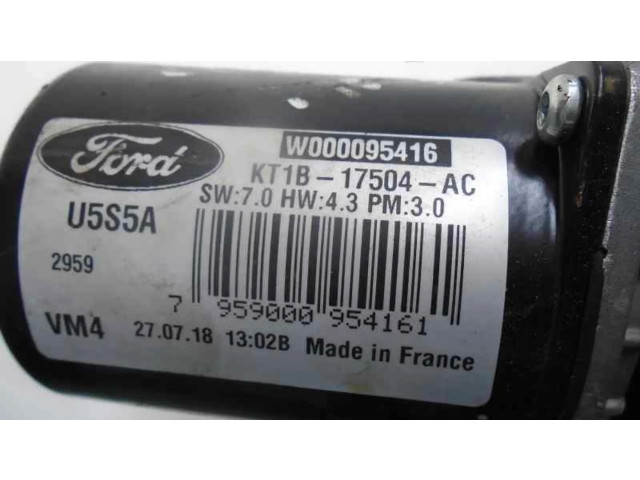 Ford
W000095416
KT1B-17504-AC
SW:7.0 HW:4.3 PM:3.0
U5S5A
2959
7 959000 954161
VM4 27.07.18 13:02B Made in France